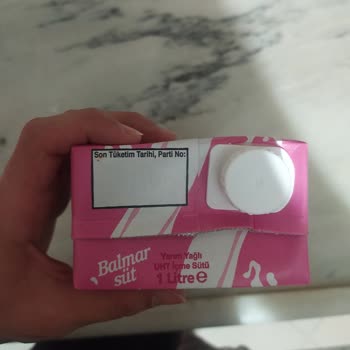 Son Tüketim Tarihi, Parti No:
Balmar
süt
Yarım Yağlı
UHT İçme Sütü
1 Litre ℮